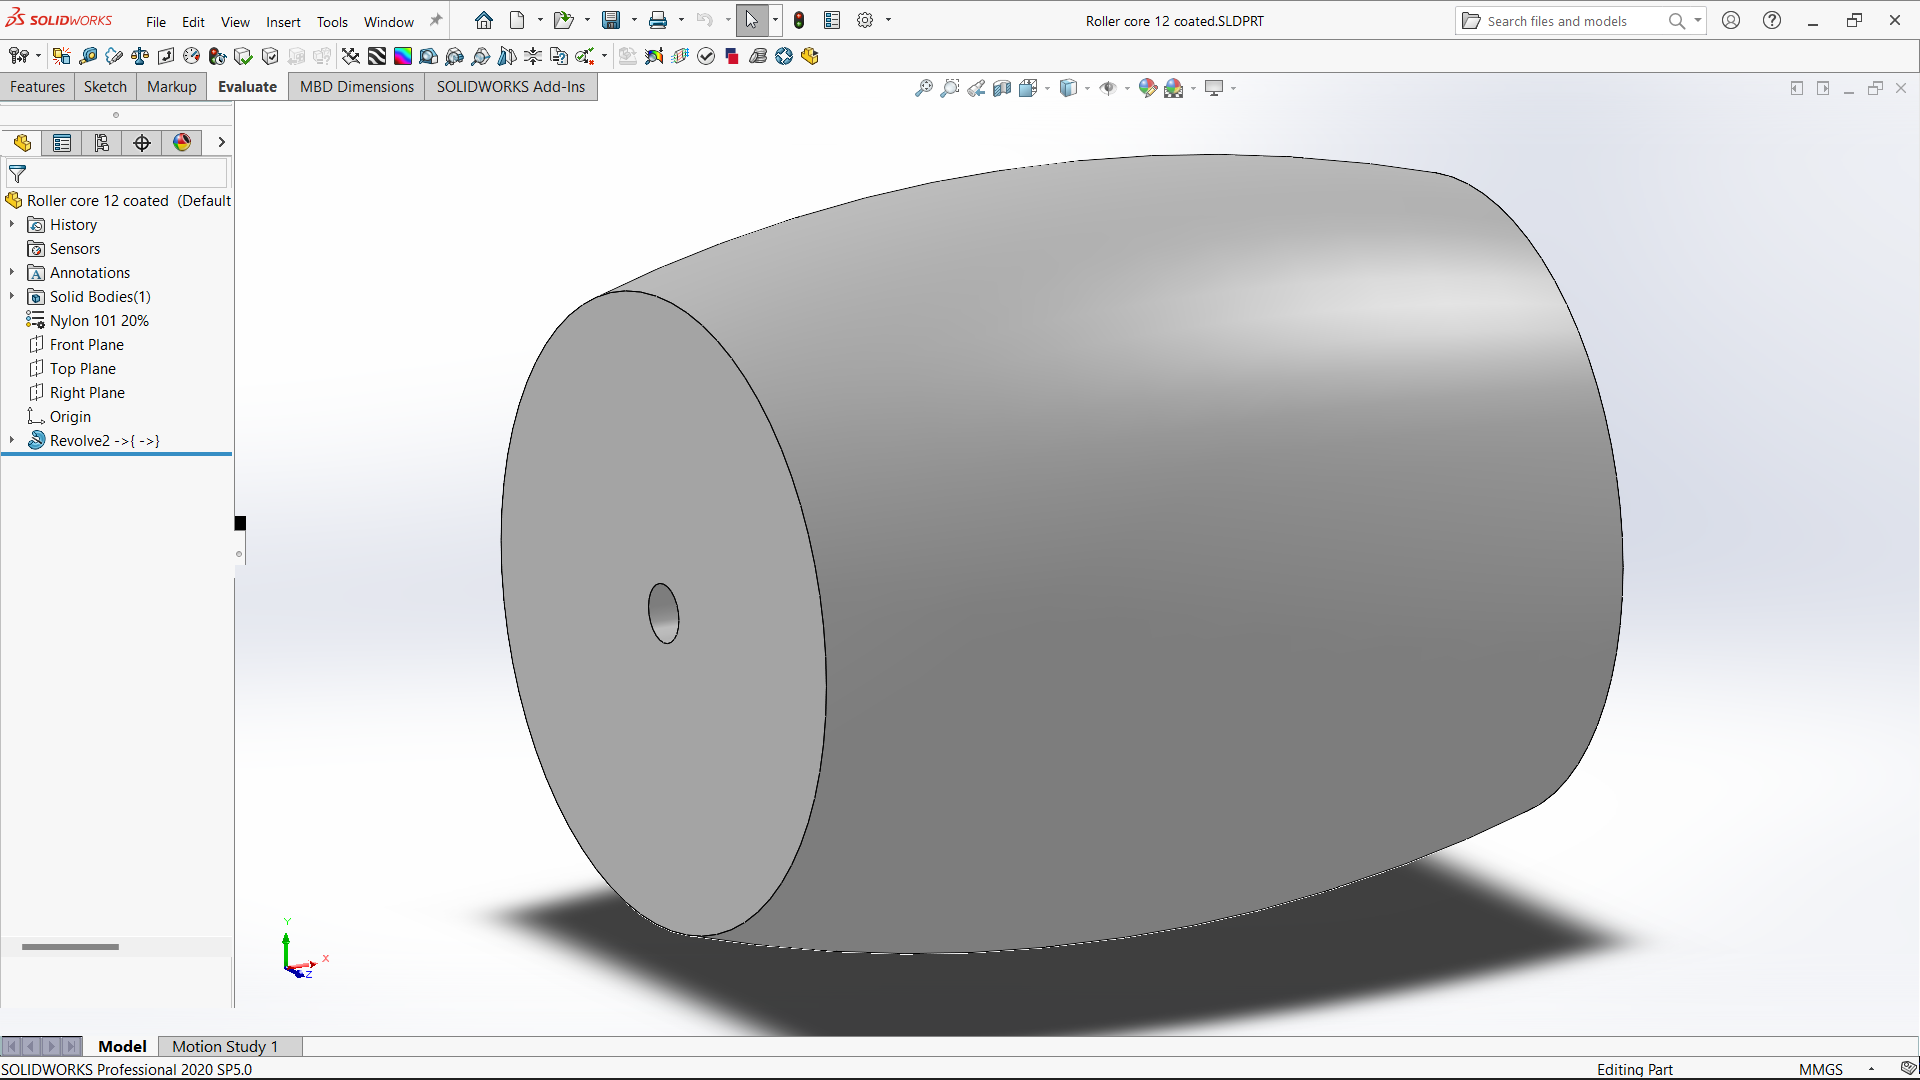 SOLIDWORKS File Edit View Insert Tools Window Roller core 12 coated.SLDPRT Search files and models
Features Sketch Markup Evaluate MBD Dimensions SOLIDWORKS Add-Ins
Roller core 12 coated (Default
History
Sensors
A Annotations
Solid Bodies(1)
Nylon 101 20%
Front Plane
Top Plane
Right Plane
Origin
Revolve2 ->{ ->}
Y
X
Z
Model Motion Study 1
SOLIDWORKS Professional 2020 SP5.0 Editing Part MMGS